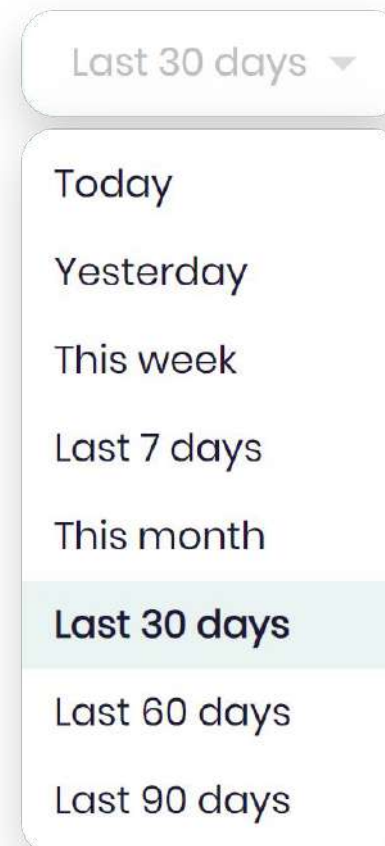 Last 30 days
Today
Yesterday
This week
Last 7 days
This month
Last 30 days
Last 60 days
Last 90 days